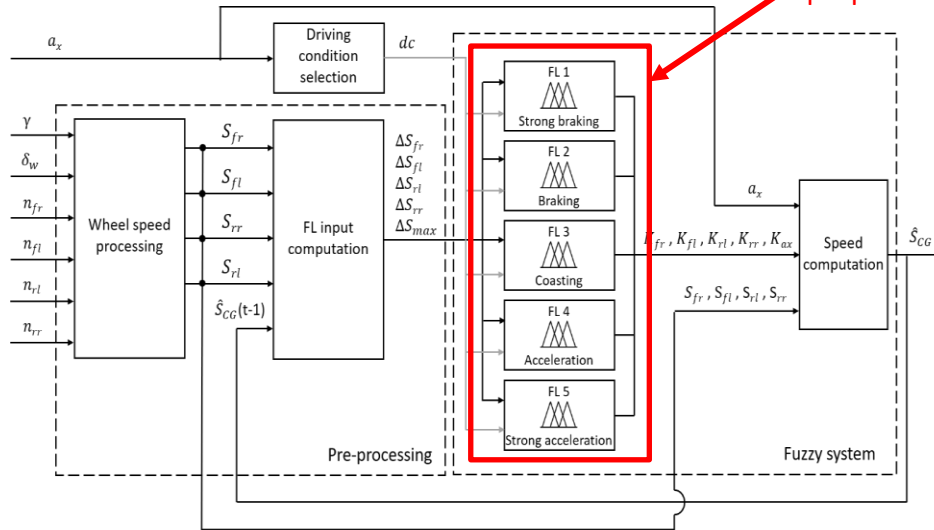 a_x
Driving
condition
selection
dc
γ
δ_w
n_fr
n_fl
n_rl
n_rr
Wheel speed
processing
S_fr
S_fl
S_rr
S_rl
Ŝ_CG(t-1)
FL input
computation
ΔS_fr
ΔS_fl
ΔS_rl
ΔS_rr
ΔS_max
Pre-processing
FL 1
Strong braking
FL 2
Braking
FL 3
Coasting
FL 4
Acceleration
FL 5
Strong acceleration
a_x
K_fr , K_fl , K_rl , K_rr , K_ax
S_fr , S_fl , S_rl , S_rr
Speed
computation
Ŝ_CG
Fuzzy system